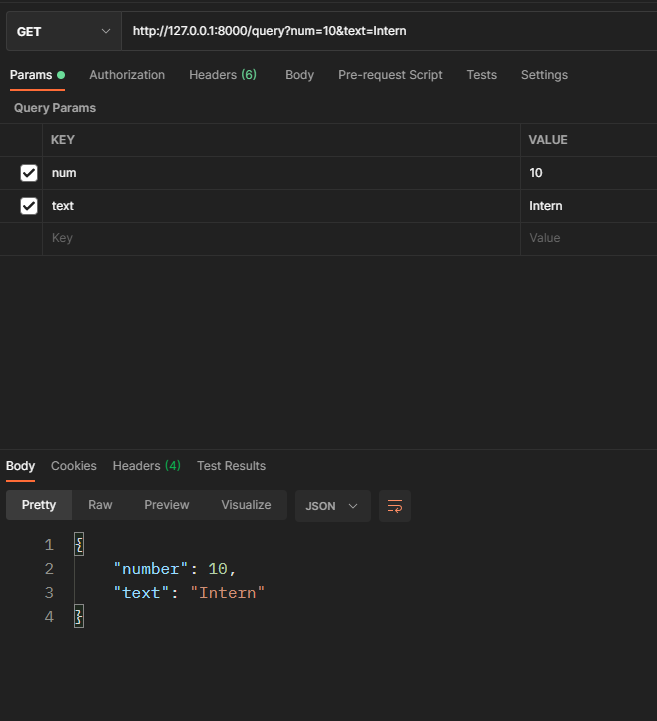 GET http://127.0.0.1:8000/query?num=10&text=Intern
Params Authorization Headers (6) Body Pre-request Script Tests Settings
Query Params
KEY VALUE
num 10
text Intern
Key Value
Body Cookies Headers (4) Test Results
Pretty Raw Preview Visualize JSON
1 {
2 "number": 10,
3 "text": "Intern"
4 }